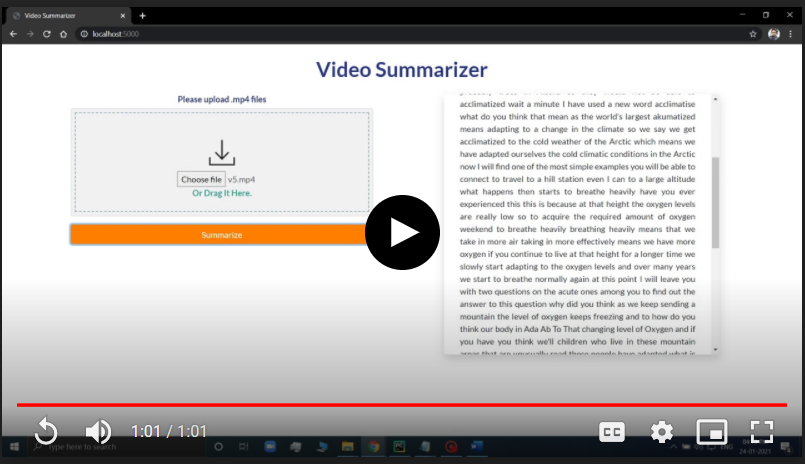 Video Summarizer
localhost:5000
Video Summarizer
Please upload .mp4 files
Choose file v5.mp4
Or Drag It Here.
Summarize
acclimatized wait a minute I have used a new word acclimatise
what do you think that mean as the world's largest akumatized
means adapting to a change in the climate so we say we get
acclimatized to the cold weather of the Arctic which means we
have adapted ourselves the cold climatic conditions in the Arctic
now I will find one of the most simple examples you will be able to
connect to travel to a hill station even I can to a large altitude
what happens then starts to breathe heavily have you ever
experienced this this is because at that height the oxygen levels
are really low so to acquire the required amount of oxygen
weekend to breathe heavily breathing heavily means that we
take in more air taking in more effectively means we have more
oxygen if you continue to live at that height for a longer time we
slowly start adapting to the oxygen levels and over many years
we start to breathe normally again at this point I will leave you
with two questions on the acute ones among you to find out the
answer to this question why did you think as we keep sending a
mountain the level of oxygen keeps freezing and to how do you
think our body in Ada Ab To That changing level of Oxygen and if
you have you think we'll children who live in these mountain
areas that are unusually read these people have adapted what is
1:01 / 1:01
CC
Type here to search
ENG
24-01-2021